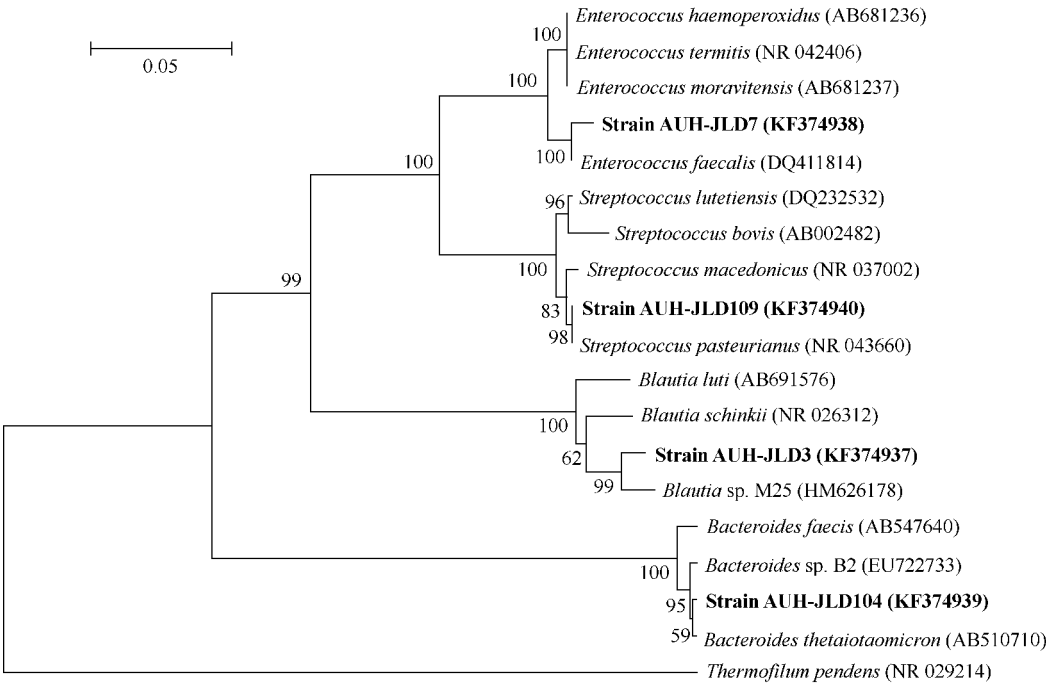 Enterococcus haemoperoxidus (AB681236)
100
0.05
Enterococcus termitis (NR 042406)
100
Enterococcus moravitensis (AB681237)
Strain AUH-JLD7 (KF374938)
100
100
Enterococcus faecalis (DQ411814)
96
Streptococcus lutetiensis (DQ232532)
Streptococcus bovis (AB002482)
100
Streptococcus macedonicus (NR 037002)
99
83
Strain AUH-JLD109 (KF374940)
98
Streptococcus pasteurianus (NR 043660)
Blautia luti (AB691576)
100
Blautia schinkii (NR 026312)
62
Strain AUH-JLD3 (KF374937)
99
Blautia sp. M25 (HM626178)
Bacteroides faecis (AB547640)
100
Bacteroides sp. B2 (EU722733)
95
Strain AUH-JLD104 (KF374939)
59
Bacteroides thetaiotaomicron (AB510710)
Thermofilum pendens (NR 029214)